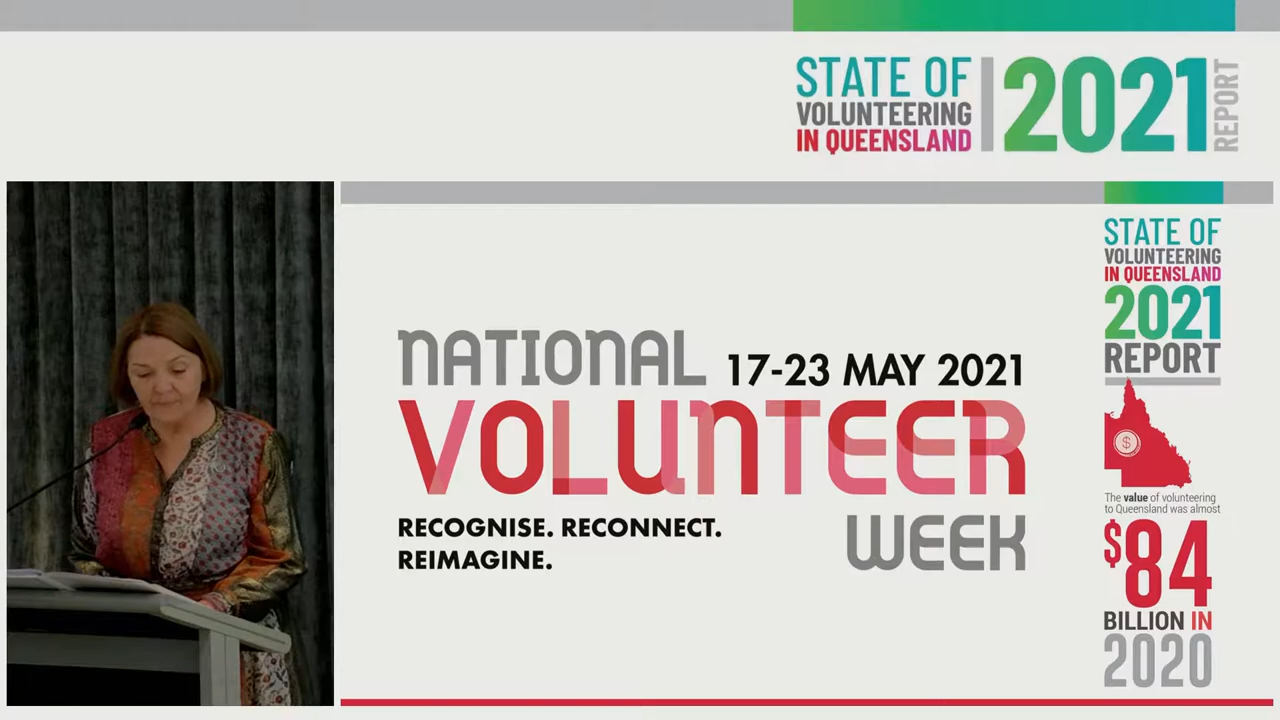 STATE OF
VOLUNTEERING
IN QUEENSLAND
2021
REPORT
NATIONAL
17-23 MAY 2021
VOLUNTEER
RECOGNISE. RECONNECT.
REIMAGINE.
WEEK
STATE OF
VOLUNTEERING
IN QUEENSLAND
2021
REPORT
$
The value of volunteering
to Queensland was almost
$84
BILLION IN
2020